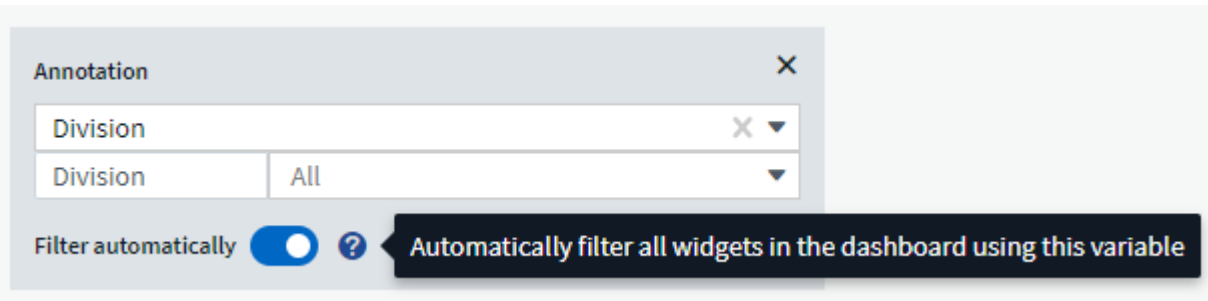 Annotation
Division
Division All
Filter automatically ? Automatically filter all widgets in the dashboard using this variable